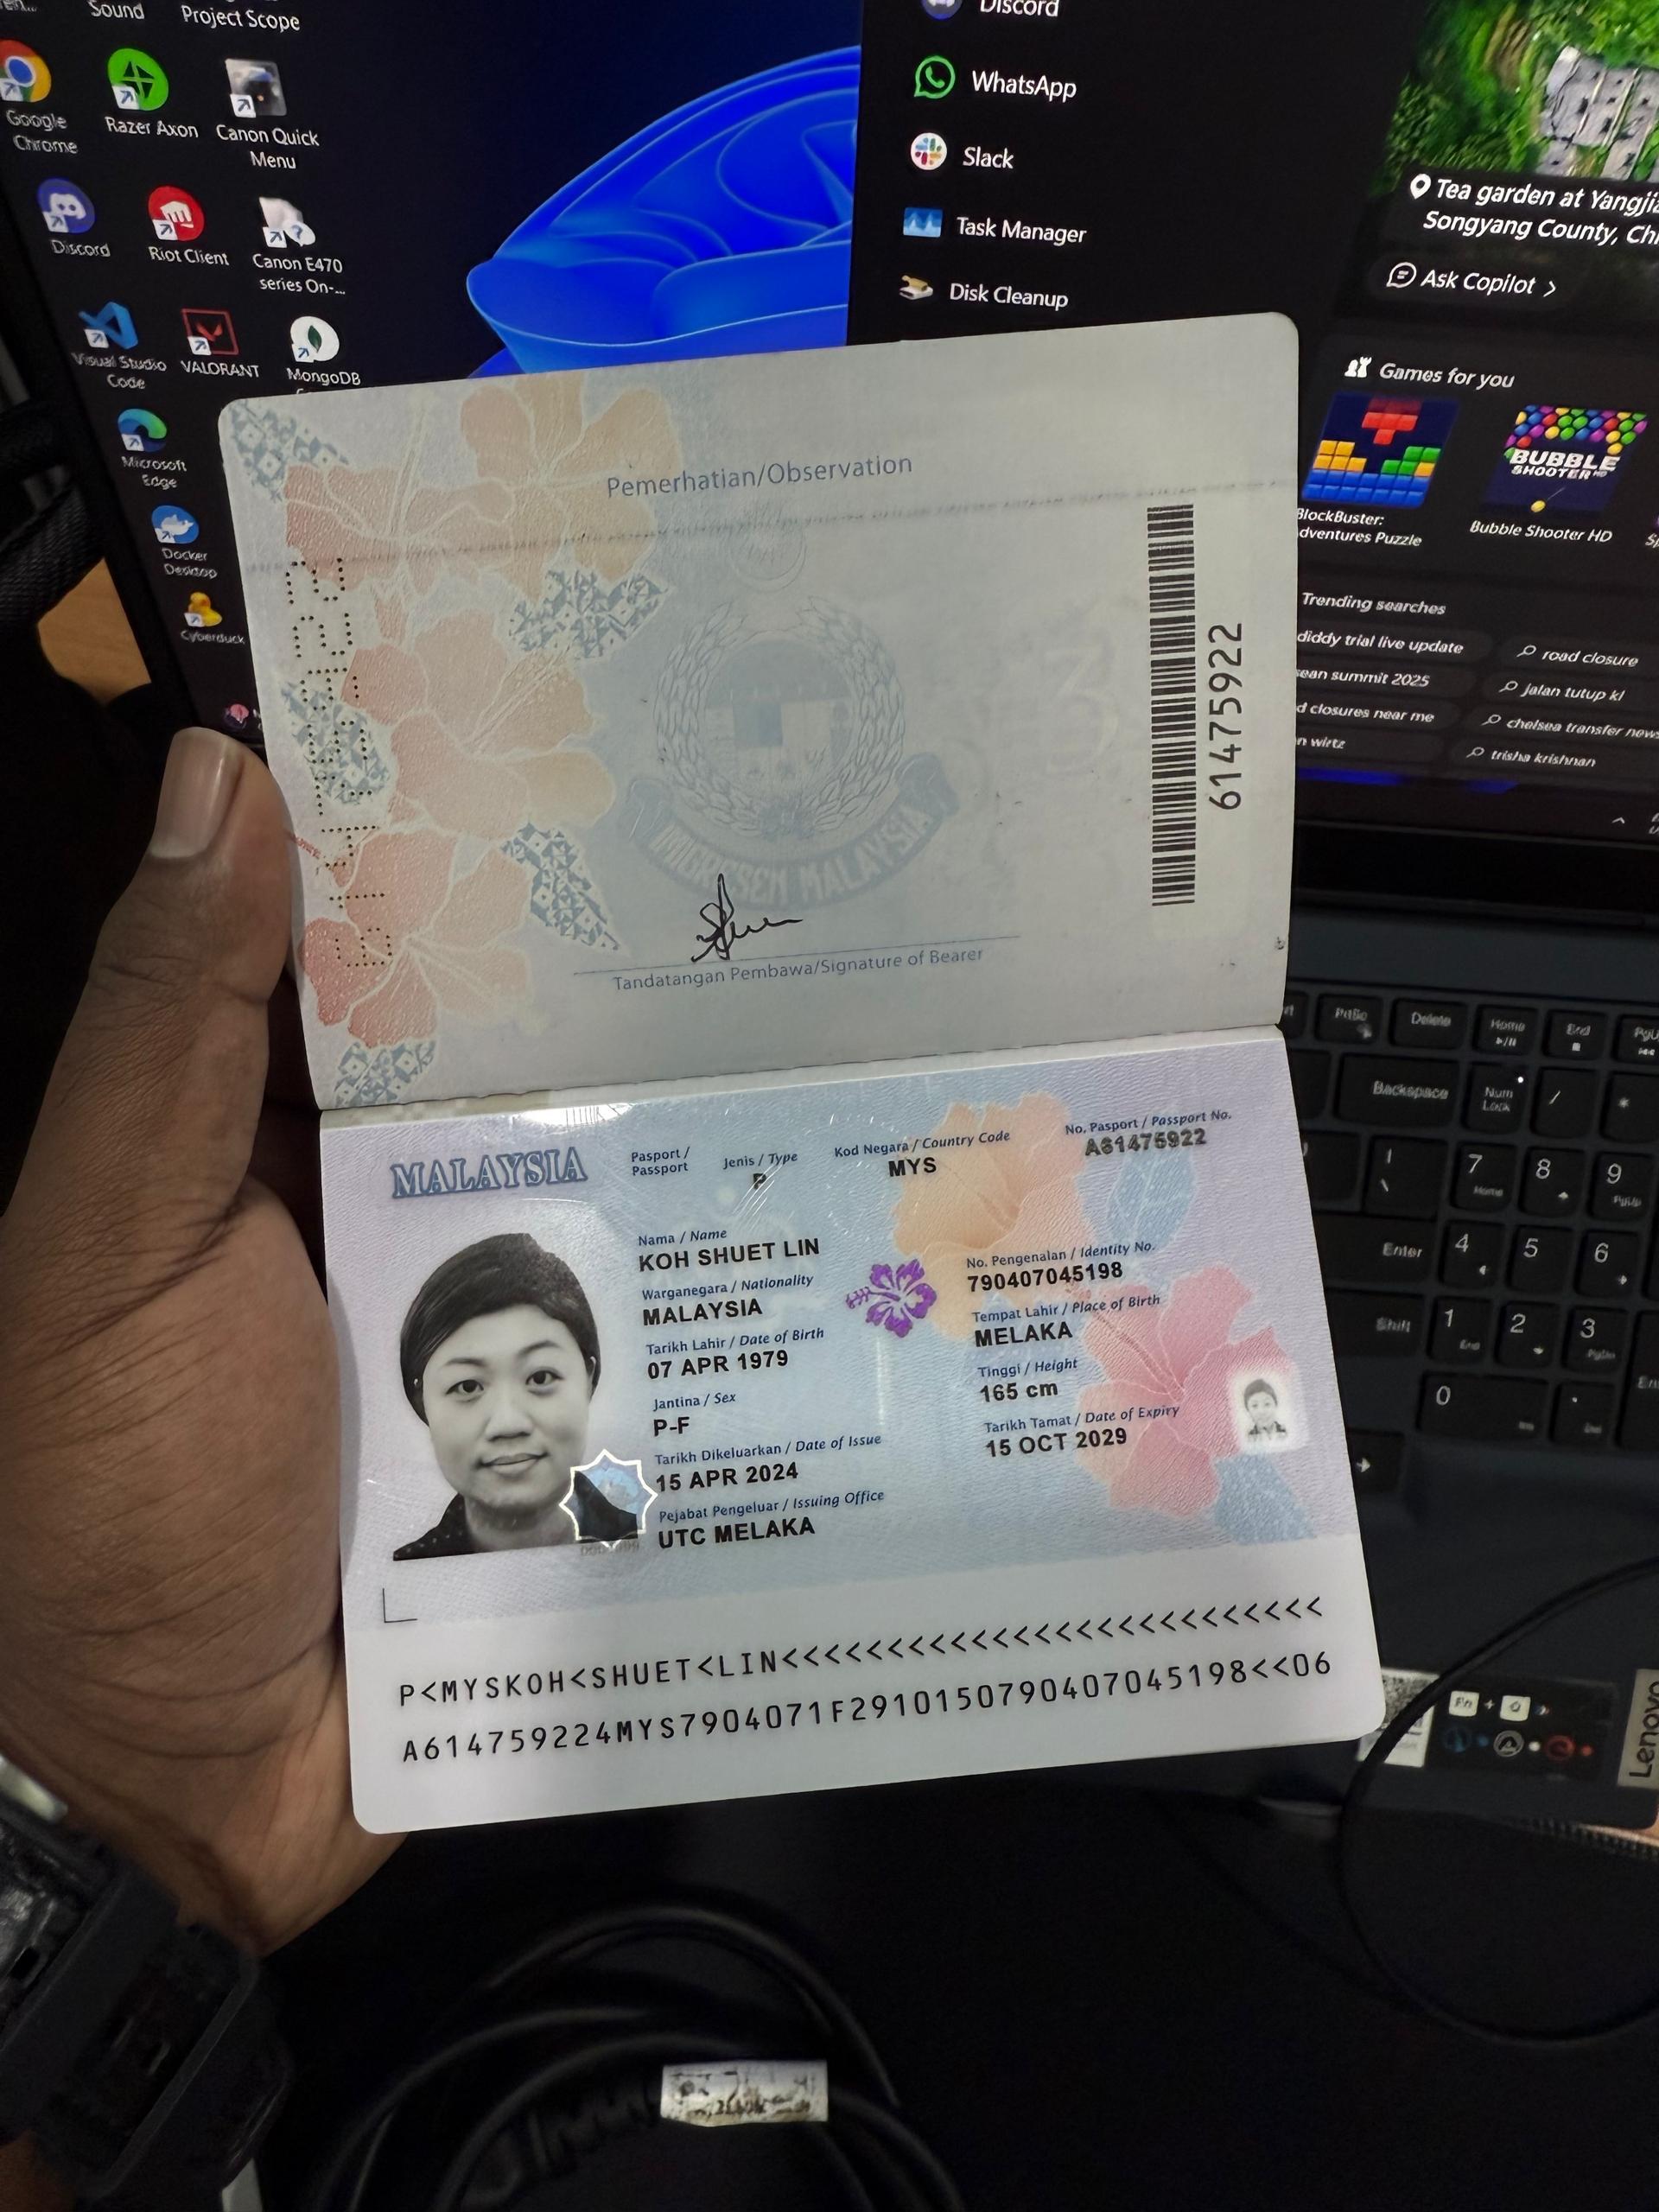 Sound
Project Scope
Google Chrome
Razer Axon
Canon Quick Menu
Discord
Riot Client
Canon E470 series On-...
Visual Studio Code
VALORANT
MongoDB
Microsoft Edge
Docker Desktop
Cyberduck
Discord
WhatsApp
Slack
Task Manager
Disk Cleanup
Tea garden at
Songyang County,
Ask Copilot >
Games for you
BUBBLE SHOOTER HD
BlockBuster:
dventures Puzzle
Bubble Shooter HD
Trending searches
diddy trial live update
road closure
ean summit 2025
jalan tutup kl
d closures near me
chelsea transfer news
n wirtz
trisha krishnan
Pemerhatian/Observation
614759922
IMIGRESEN MALAYSIA
Tandatangan Pembawa/Signature of Bearer
MALAYSIA
Pasport / Passport
Jenis / Type
P
Kod Negara / Country Code
MYS
No. Pasport / Passport No.
A61475922
Nama / Name
KOH SHUET LIN
Warganegara / Nationality
MALAYSIA
Tarikh Lahir / Date of Birth
07 APR 1979
Jantina / Sex
P-F
Tarikh Dikeluarkan / Date of Issue
15 APR 2024
Pejabat Pengeluar / Issuing Office
UTC MELAKA
No. Pengenalan / Identity No.
790407045198
Tempat Lahir / Place of Birth
MELAKA
Tinggi / Height
165 cm
Tarikh Tamat / Date of Expiry
15 OCT 2029
P<MYSKOH<SHUET<LIN<<<<<<<<<<<<<<<<<<<<<<<<<<
A614759224MYS7904071F2910150790407045198<<06
PrtSc
Delete
Home
End
Backspace
Num Lock
/
*
7
Home
8
9
PgUp
Enter
4
5
6
Shift
1
End
2
3
PgDn
0
Fn +
Lenovo